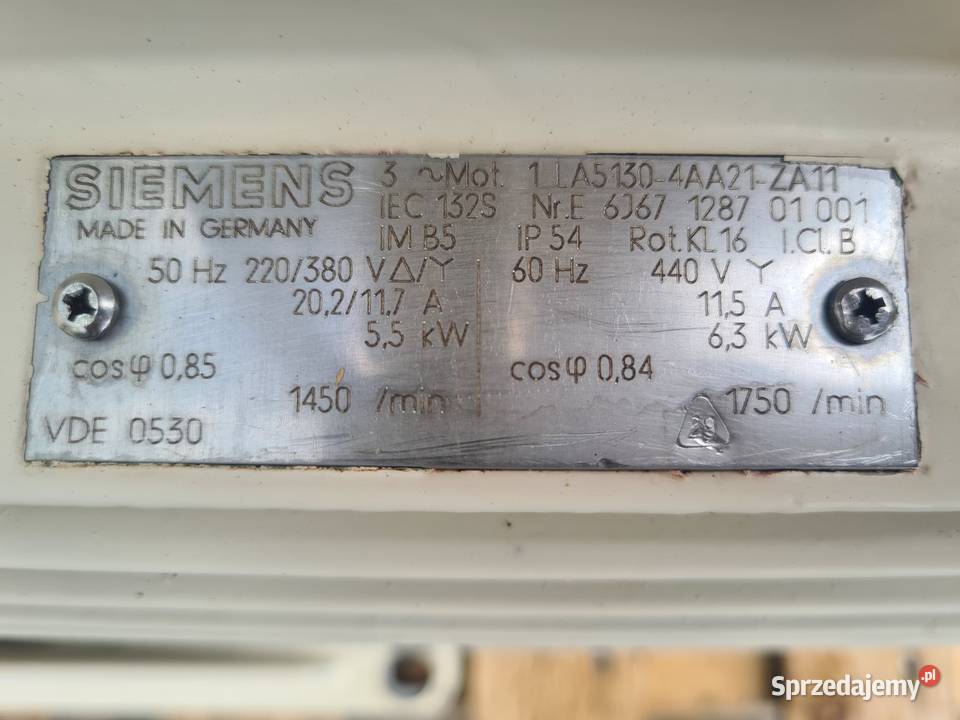 SIEMENS 3 ~Mot. 1LA5130-4AA21-ZA11
MADE IN GERMANY IEC 132S Nr.E 6J67 1287 01 001
IM B5 IP 54 Rot.KL16 I.Cl.B
50 Hz 220/380 V△/Y 60 Hz 440 V Y
20,2/11,7 A 11,5 A
5,5 kW 6,3 kW
cosφ 0,85 cosφ 0,84
1450 /min 1750 /min
VDE 0530 29
Sprzedajemy.pl